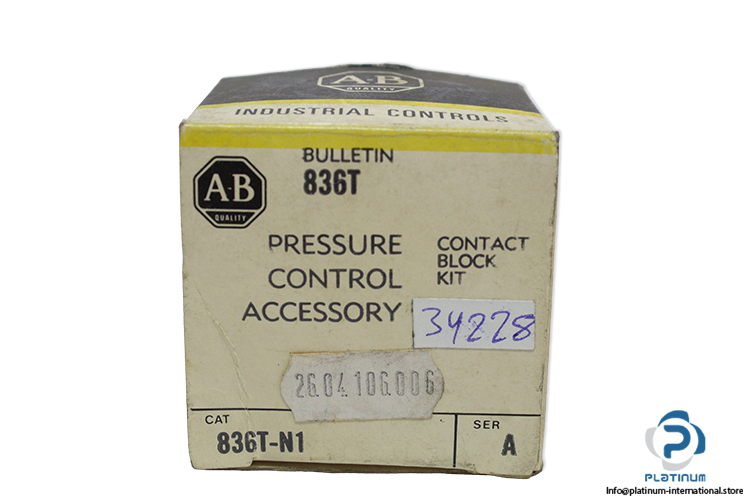 A-B
QUALITY
INDUSTRIAL CONTROLS
BULLETIN
836T
A-B
QUALITY
PRESSURE
CONTROL
ACCESSORY
CONTACT
BLOCK
KIT
34228
26.04.106.006
CAT
836T-N1
SER
A
PLATINUM
Info@platinum-international.store